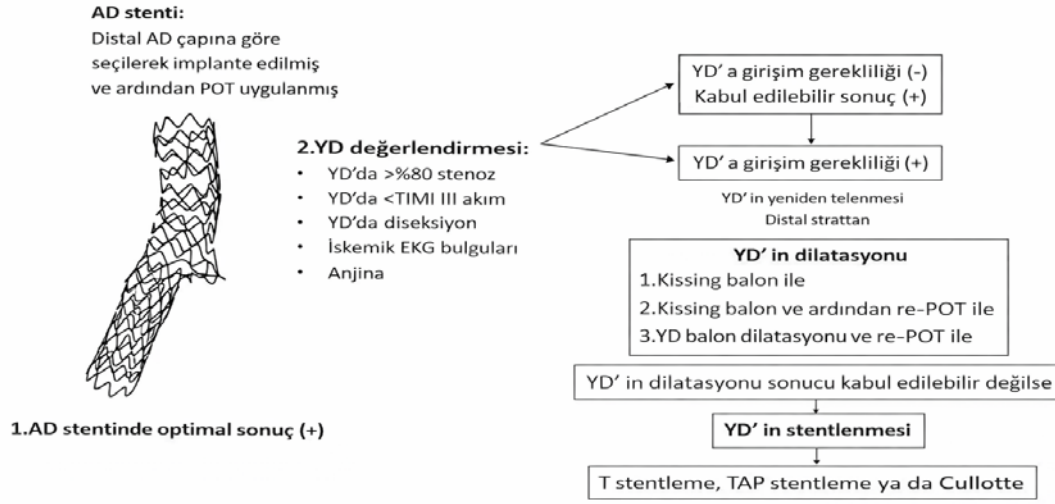 AD stenti:
Distal AD çapına göre
seçilerek implante edilmiş
ve ardından POT uygulanmış
1.AD stentinde optimal sonuç (+)
2.YD değerlendirmesi:
• YD’da >%80 stenoz
• YD’da <TIMI III akım
• YD’da diseksiyon
• İskemik EKG bulguları
• Anjina
YD’ a girişim gerekliliği (-)
Kabul edilebilir sonuç (+)
YD’ a girişim gerekliliği (+)
YD’ in yeniden telenmesi
Distal strattan
YD’ in dilatasyonu
1.Kissing balon ile
2.Kissing balon ve ardından re-POT ile
3.YD balon dilatasyonu ve re-POT ile
YD’ in dilatasyonu sonucu kabul edilebilir değilse
YD’ in stentlenmesi
T stentleme, TAP stentleme ya da Cullotte